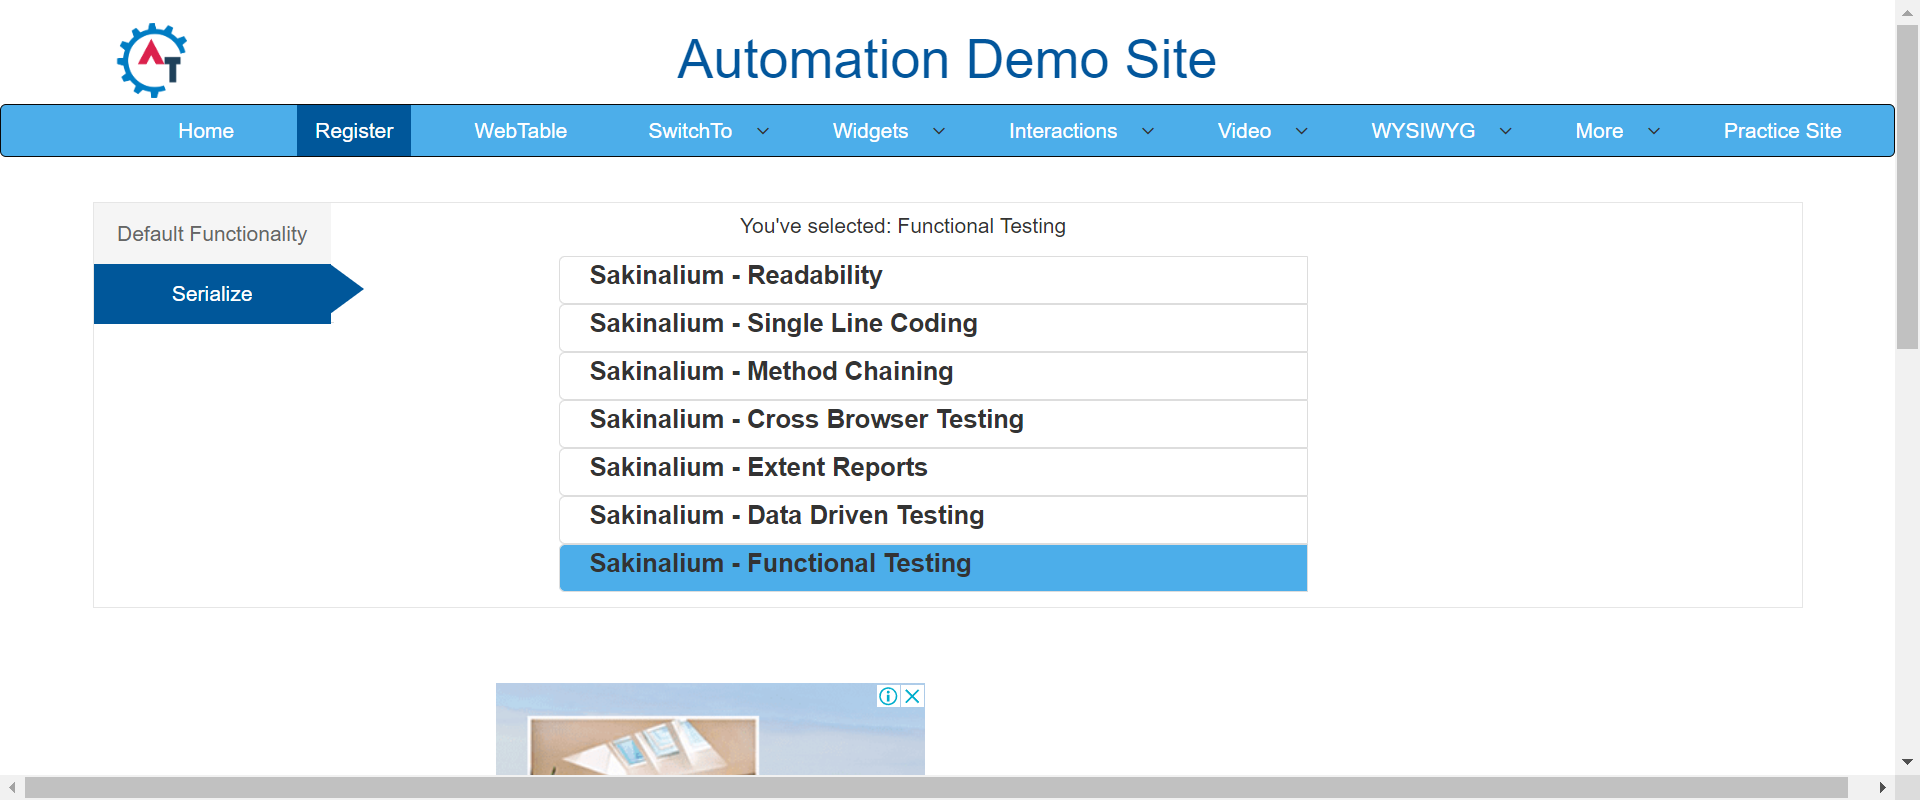 AT
Automation Demo Site
Home Register WebTable SwitchTo Widgets Interactions Video WYSIWYG More Practice Site
Default Functionality
Serialize
You've selected: Functional Testing
Sakinalium - Readability
Sakinalium - Single Line Coding
Sakinalium - Method Chaining
Sakinalium - Cross Browser Testing
Sakinalium - Extent Reports
Sakinalium - Data Driven Testing
Sakinalium - Functional Testing